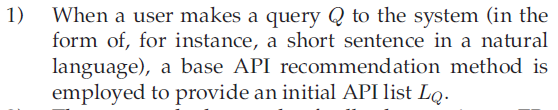 1) When a user makes a query Q to the system (in the
form of, for instance, a short sentence in a natural
language), a base API recommendation method is
employed to provide an initial API list LQ.